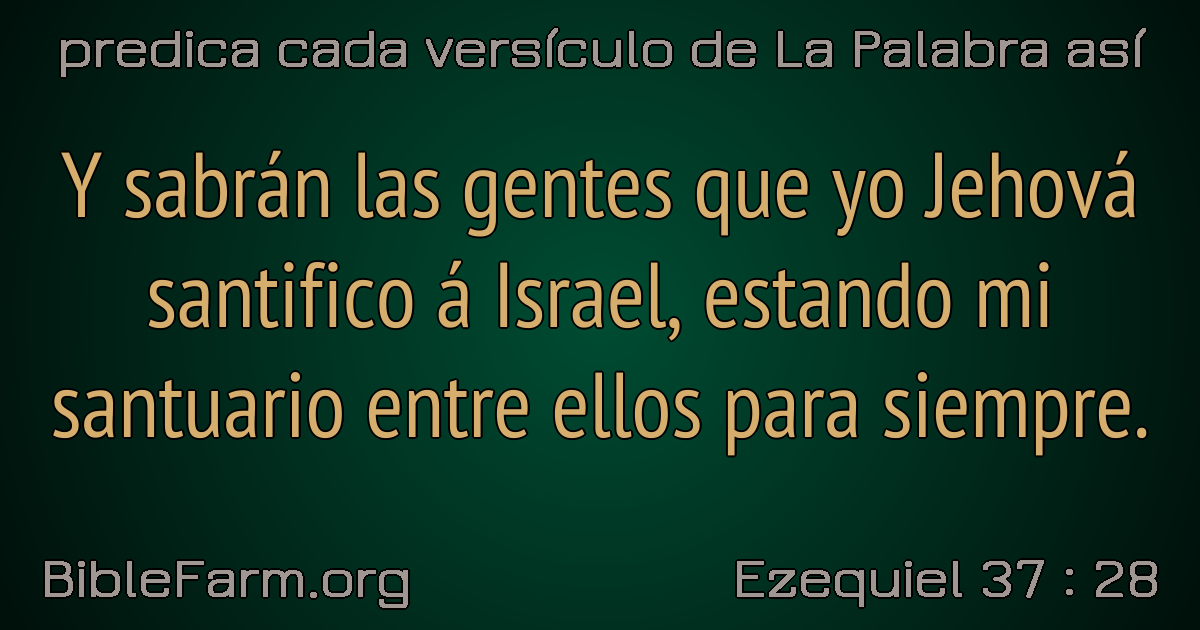 predica cada versículo de La Palabra así
Y sabrán las gentes que yo Jehová
santifico á Israel, estando mi
santuario entre ellos para siempre.
BibleFarm.org
Ezequiel 37 : 28